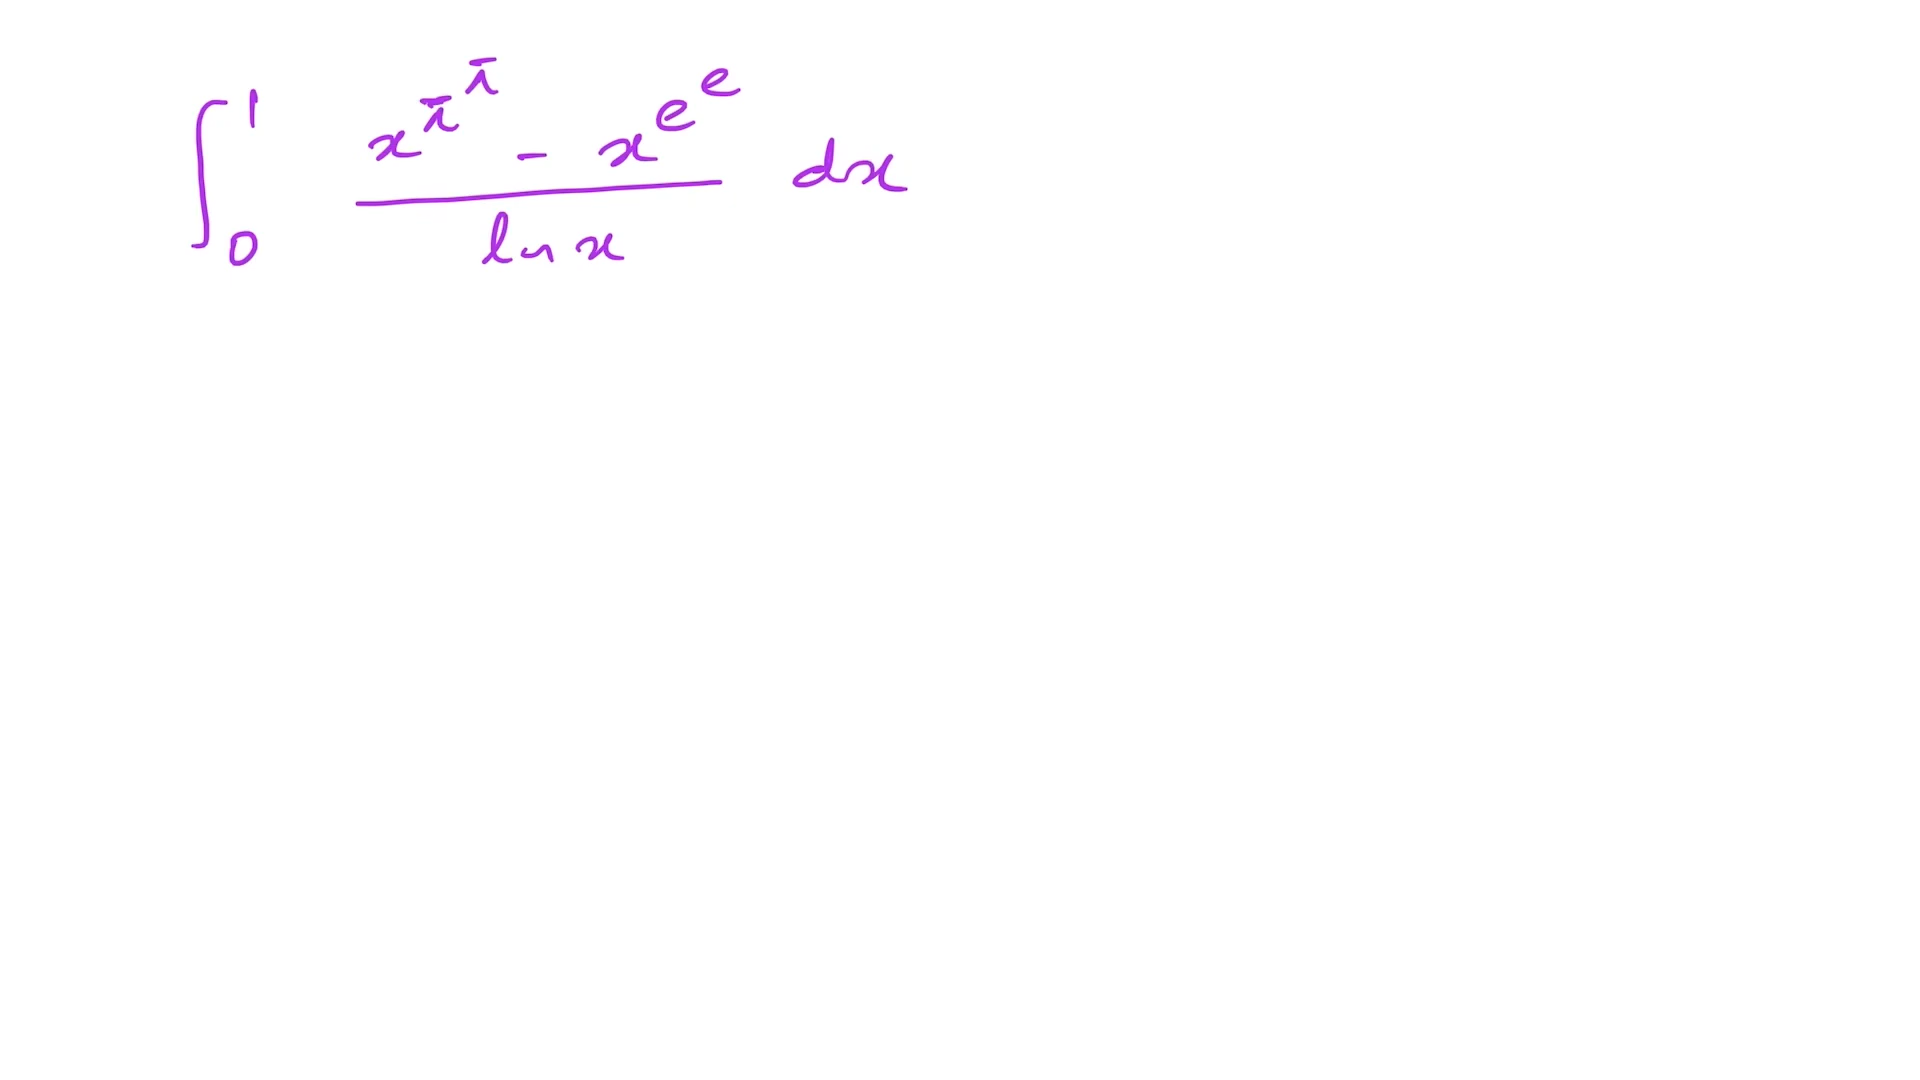 ∫₀¹ (x^π^π - x^e^e) / ln x dx